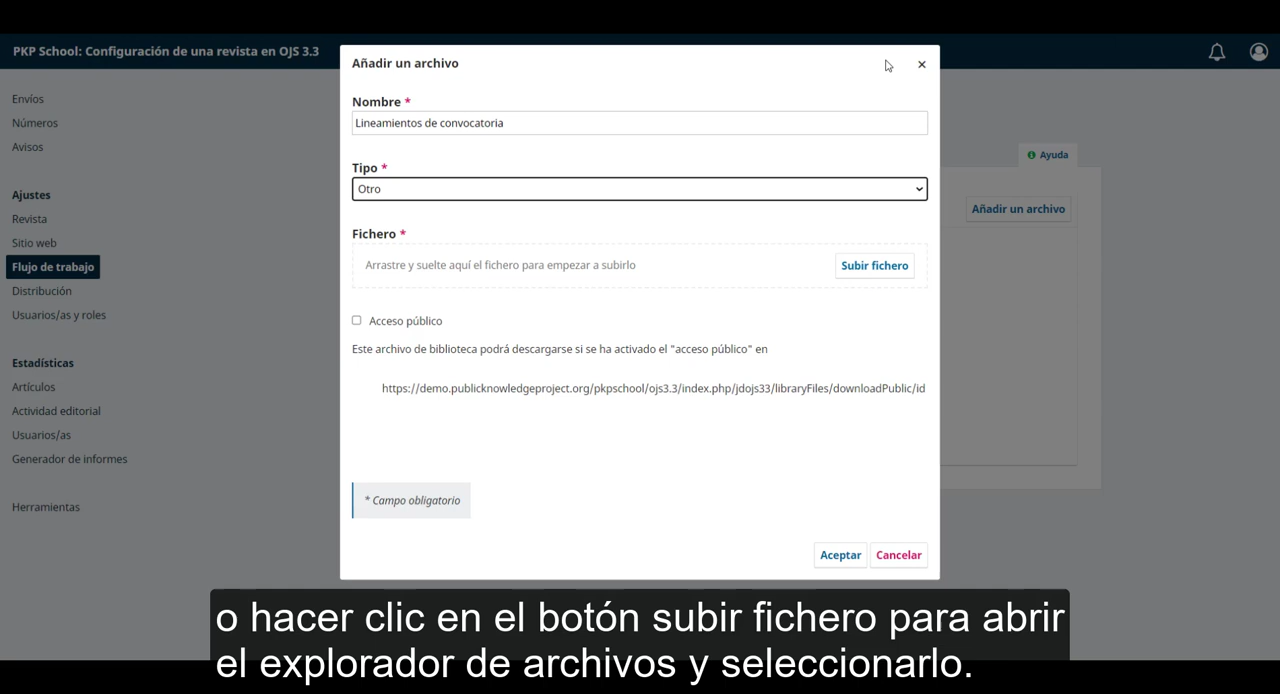 PKP School: Configuración de una revista en OJS 3.3
Envíos
Números
Avisos
Ajustes
Revista
Sitio web
Flujo de trabajo
Distribución
Usuarios/as y roles
Estadísticas
Artículos
Actividad editorial
Usuarios/as
Generador de informes
Herramientas
Añadir un archivo
Nombre *
Lineamientos de convocatoria
Tipo *
Otro
Fichero *
Arrastre y suelte aquí el fichero para empezar a subirlo
Subir fichero
Acceso público
Este archivo de biblioteca podrá descargarse si se ha activado el "acceso público" en
https://demo.publicknowledgeproject.org/pkpschool/ojs3.3/index.php/jdojs33/libraryFiles/downloadPublic/id
* Campo obligatorio
Aceptar
Cancelar
Ayuda
Añadir un archivo
o hacer clic en el botón subir fichero para abrir
el explorador de archivos y seleccionarlo.